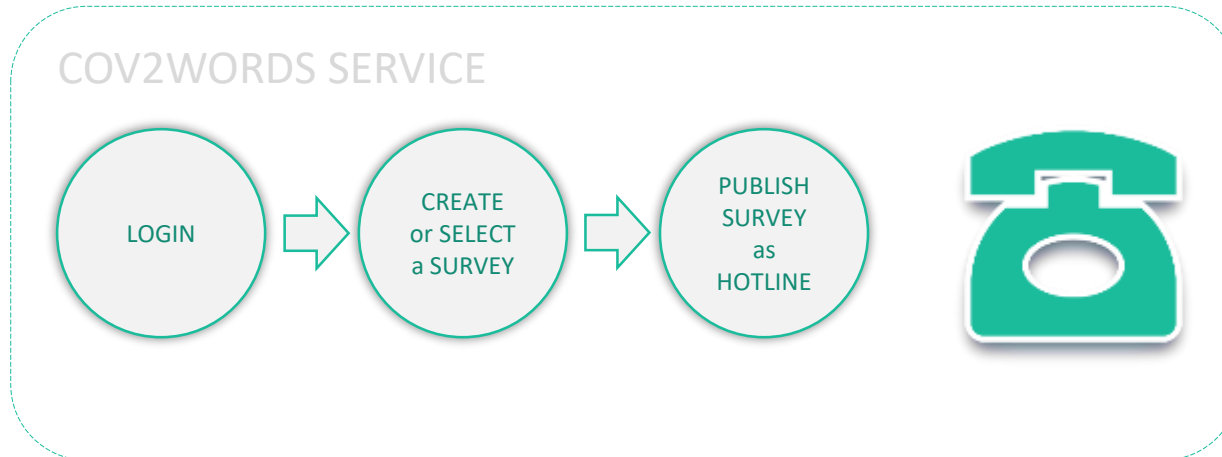 COV2WORDS SERVICE
LOGIN
CREATE
or SELECT
a SURVEY
PUBLISH
SURVEY
as
HOTLINE